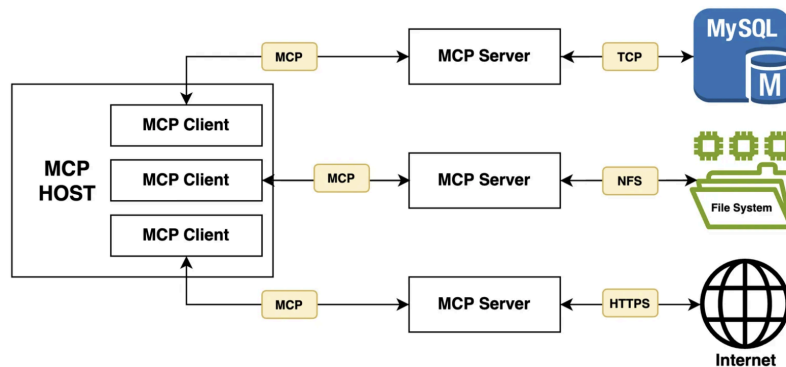 MCP
MCP Server
TCP
MySQL
M
MCP HOST
MCP Client
MCP Client
MCP Client
MCP
MCP Server
NFS
File System
MCP
MCP Server
HTTPS
Internet